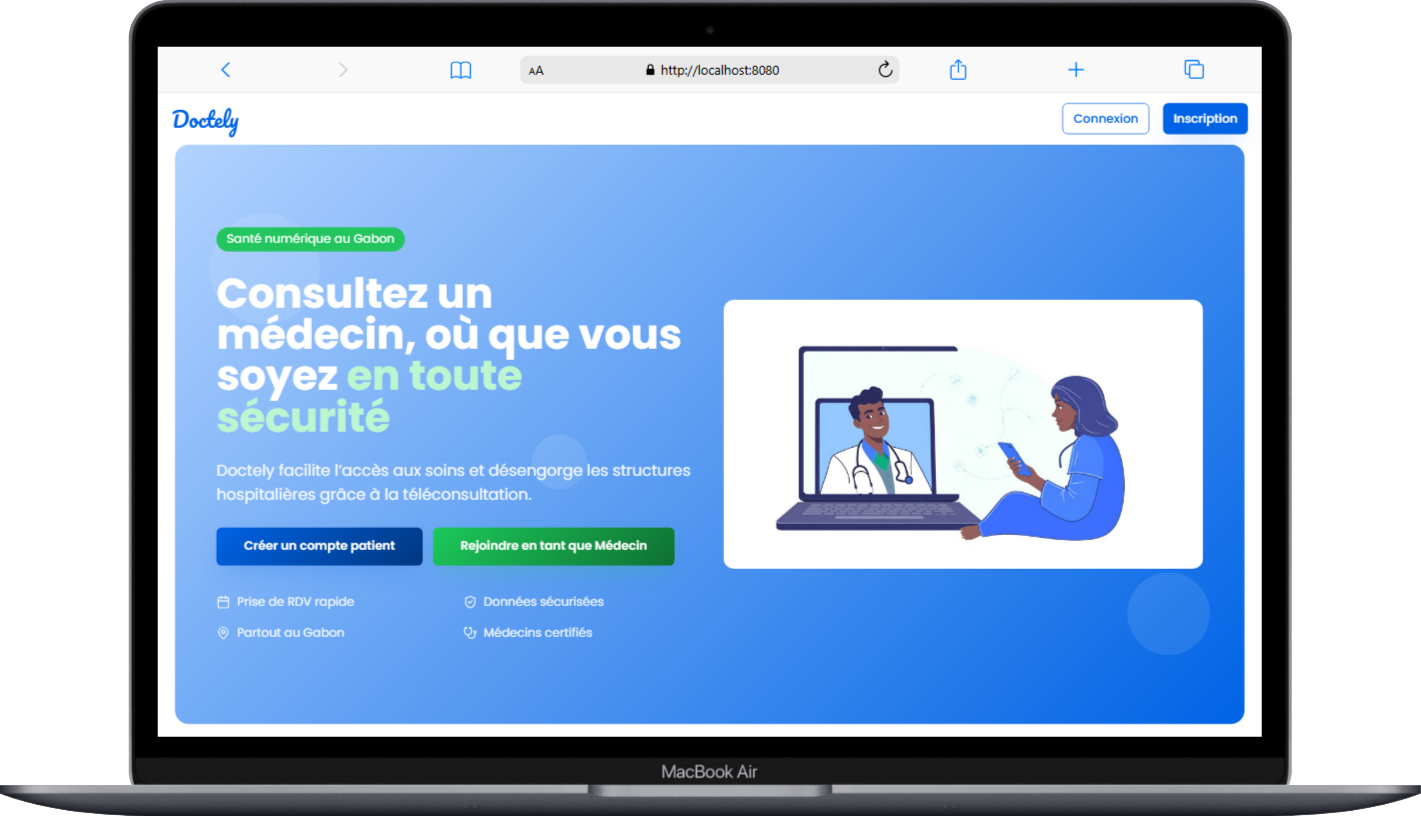 AA http://localhost:8080
Doctely
Connexion Inscription
Santé numérique au Gabon
Consultez un
médecin, où que vous
soyez en toute
sécurité
Doctely facilite l'accès aux soins et désengorge les structures
hospitalières grâce à la téléconsultation.
Créer un compte patient Rejoindre en tant que Médecin
Prise de RDV rapide Données sécurisées
Partout au Gabon Médecins certifiés
MacBook Air